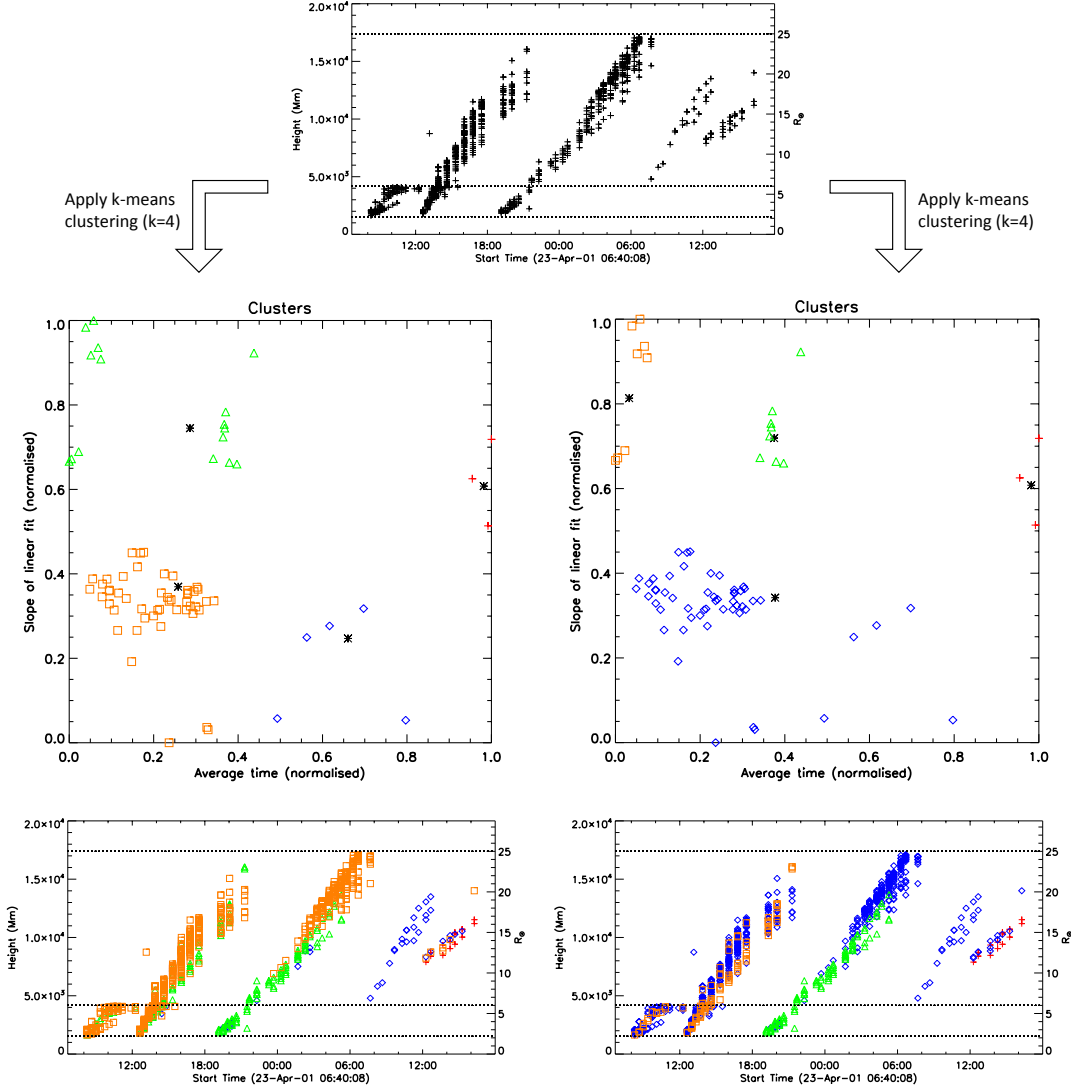 2.0×10⁴
1.5×10⁴
1.0×10⁴
5.0×10³
0
Height (Mm)
25
20
15
10
5
0
R⊙
12:00 18:00 00:00 06:00 12:00
Start Time (23-Apr-01 06:40:08)
Apply k-means
clustering (k=4)
Apply k-means
clustering (k=4)
Clusters
1.0
0.8
0.6
0.4
0.2
0.0
Slope of linear fit (normalised)
0.0 0.2 0.4 0.6 0.8 1.0
Average time (normalised)
Clusters
1.0
0.8
0.6
0.4
0.2
0.0
Slope of linear fit (normalised)
0.0 0.2 0.4 0.6 0.8 1.0
Average time (normalised)
2.0×10⁴
1.5×10⁴
1.0×10⁴
5.0×10³
0
Height (Mm)
25
20
15
10
5
0
R⊙
12:00 18:00 00:00 06:00 12:00
Start Time (23-Apr-01 06:40:08)
2.0×10⁴
1.5×10⁴
1.0×10⁴
5.0×10³
0
Height (Mm)
25
20
15
10
5
0
R⊙
12:00 18:00 00:00 06:00 12:00
Start Time (23-Apr-01 06:40:08)